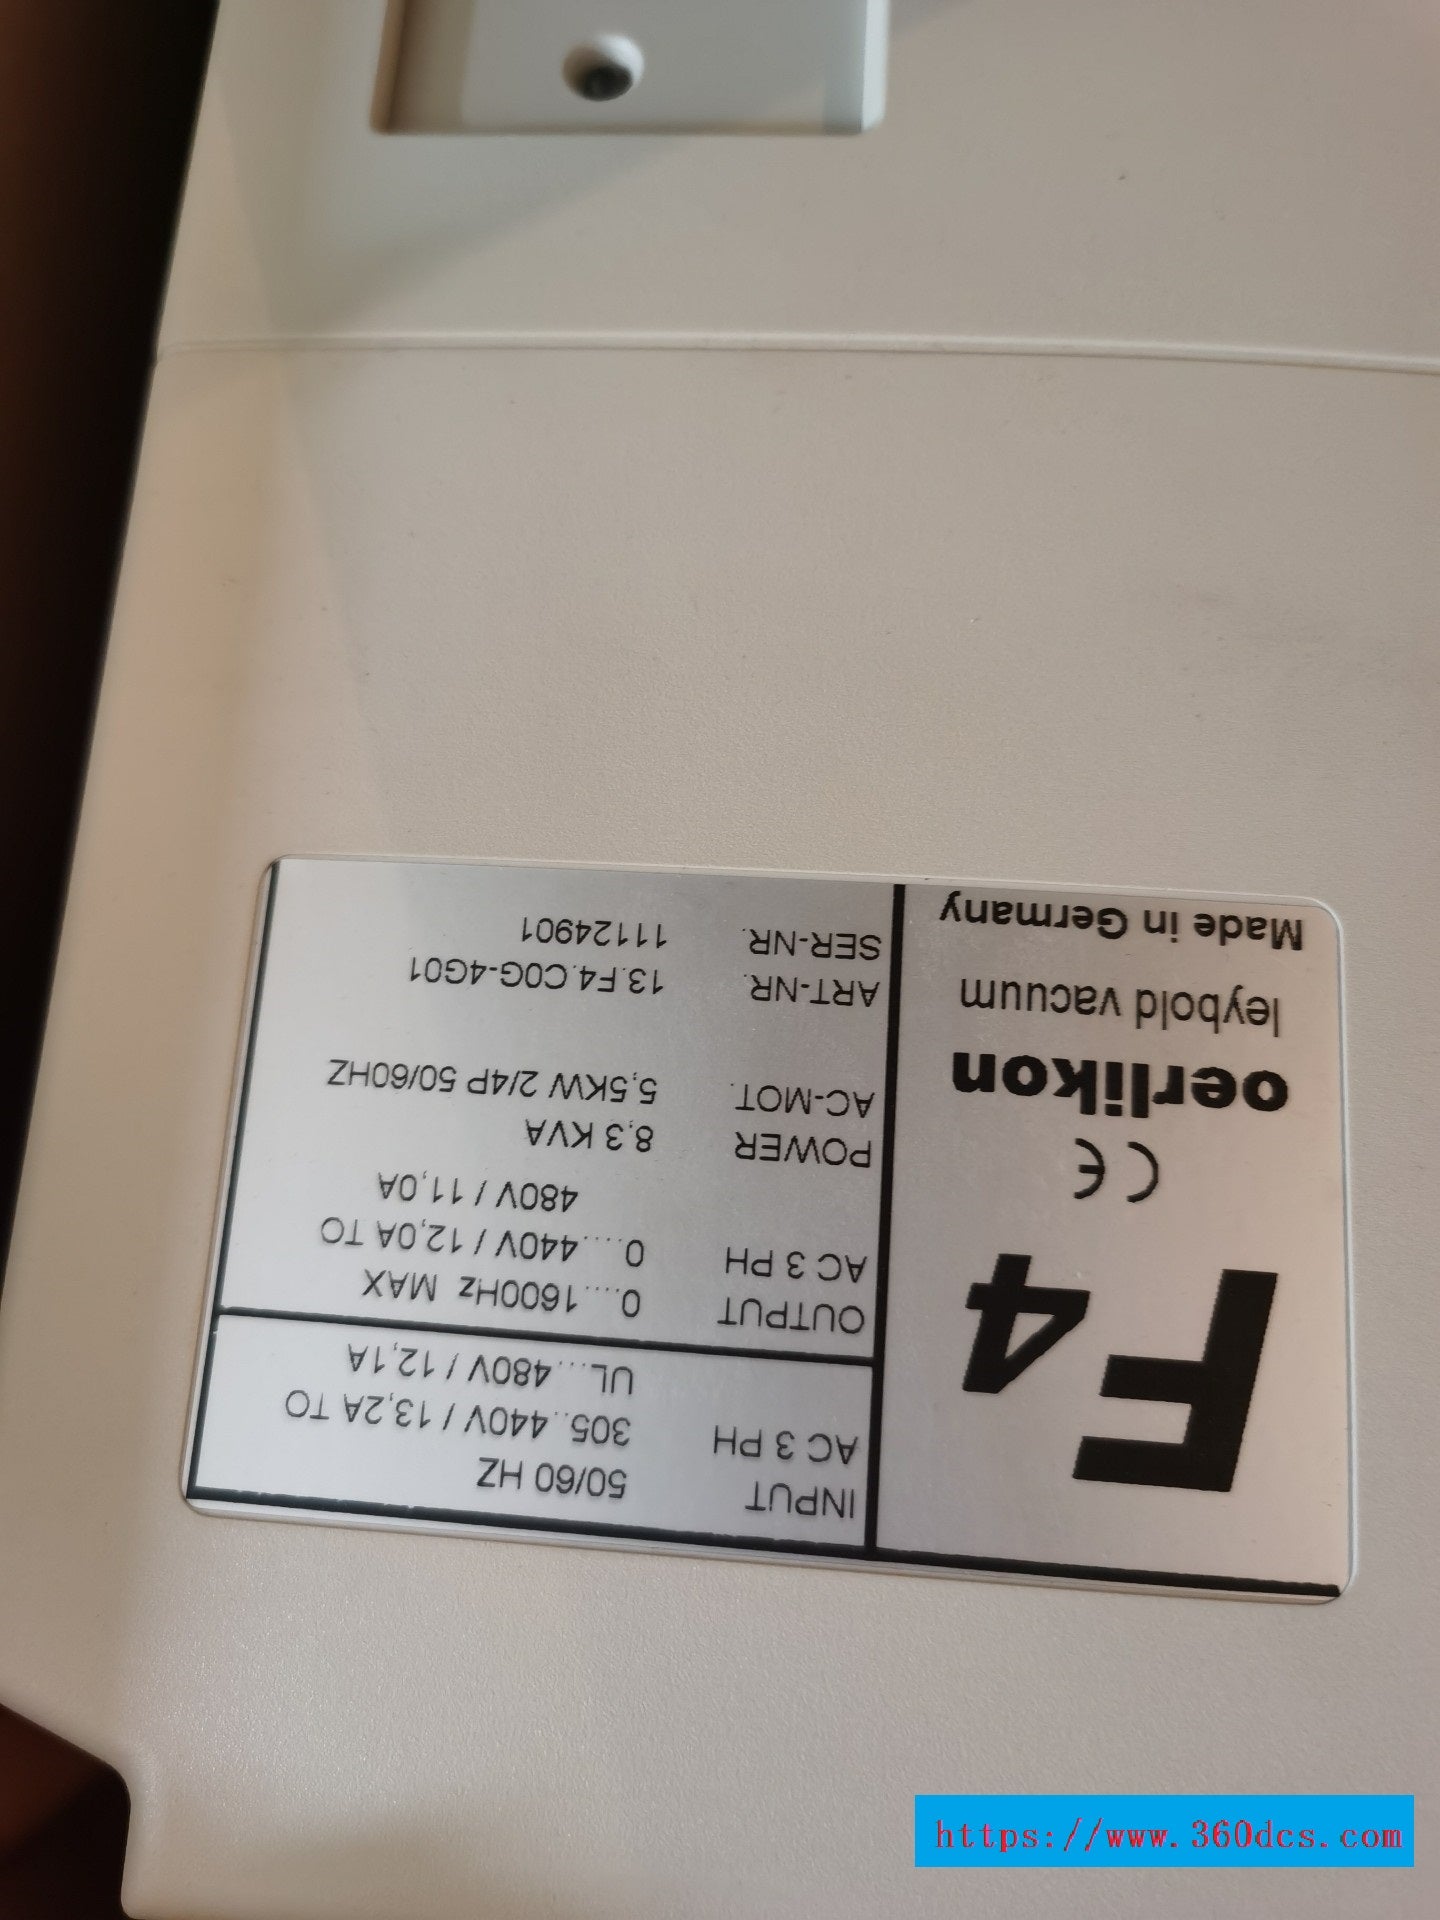 F4
CE
oerlikon
leybold vacuum
Made in Germany
INPUT 50/60 HZ
AC 3 PH 305..440V / 13,2A TO
UL....480V / 12,1A
OUTPUT 0....1600Hz MAX
AC 3 PH 0....440V / 12,0A TO
480V / 11,0A
POWER 8,3 KVA
AC-MOT. 5,5KW 2/4P 50/60HZ
ART-NR. 13.F4.C0G-4G01
SER-NR. 11124901
https://www.360dcs.com